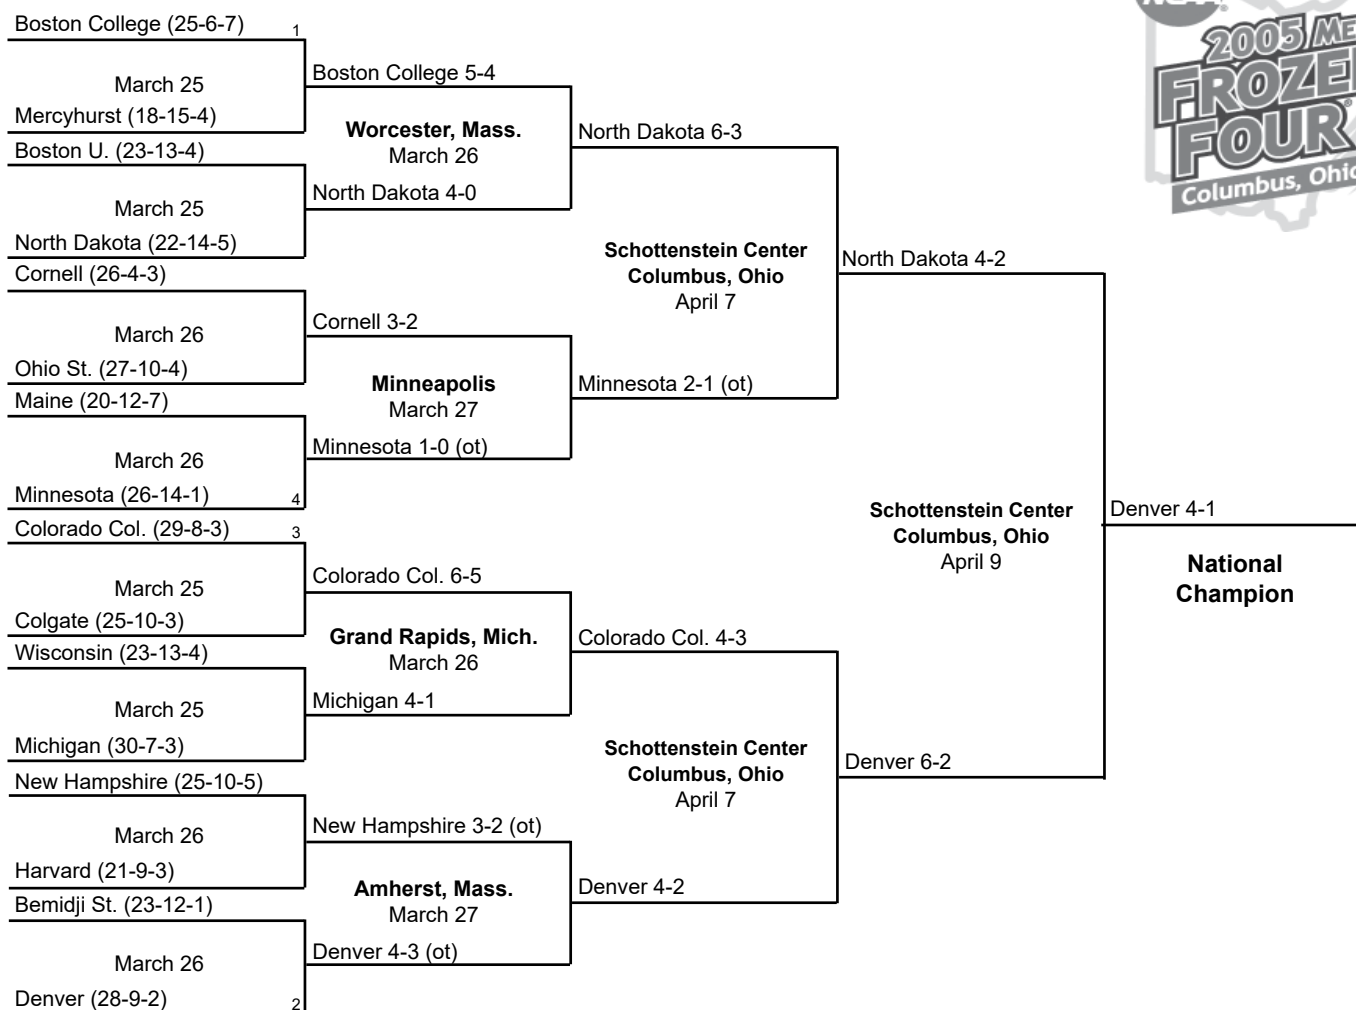 Boston College (25-6-7) 1
March 25
Mercyhurst (18-15-4)
Boston U. (23-13-4)
March 25
North Dakota (22-14-5)
Cornell (26-4-3)
March 26
Ohio St. (27-10-4)
Maine (20-12-7)
March 26
Minnesota (26-14-1) 4
Colorado Col. (29-8-3) 3
March 25
Colgate (25-10-3)
Wisconsin (23-13-4)
March 25
Michigan (30-7-3)
New Hampshire (25-10-5)
March 26
Harvard (21-9-3)
Bemidji St. (23-12-1)
March 26
Denver (28-9-2) 2
Boston College 5-4
Worcester, Mass.
March 26
North Dakota 4-0
Cornell 3-2
Minneapolis
March 27
Minnesota 1-0 (ot)
Colorado Col. 6-5
Grand Rapids, Mich.
March 26
Michigan 4-1
New Hampshire 3-2 (ot)
Amherst, Mass.
March 27
Denver 4-3 (ot)
North Dakota 6-3
Schottenstein Center
Columbus, Ohio
April 7
Minnesota 2-1 (ot)
Colorado Col. 4-3
Schottenstein Center
Columbus, Ohio
April 7
Denver 4-2
North Dakota 4-2
Schottenstein Center
Columbus, Ohio
April 9
Denver 6-2
Denver 4-1
National
Champion
2005 ME
FROZE
FOUR®
Columbus, Ohio